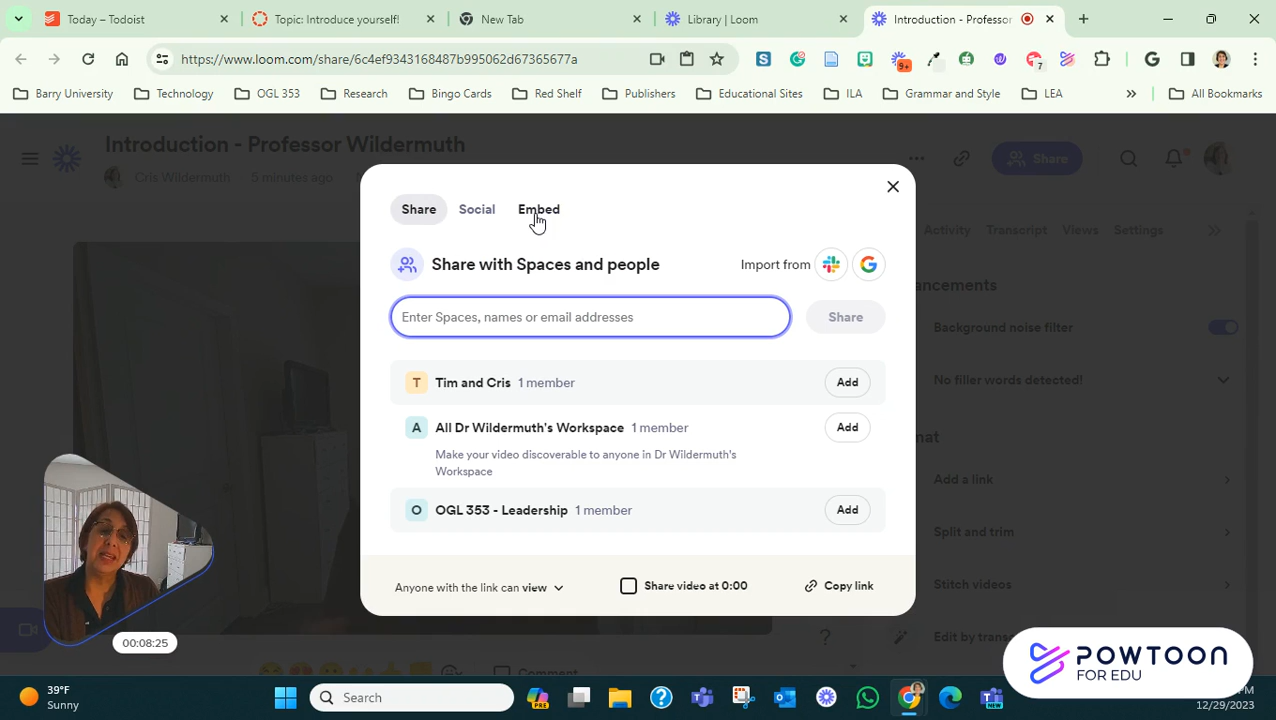 Today – Todoist
Topic: Introduce yourself!
New Tab
Library | Loom
Introduction - Professor
https://www.loom.com/share/6dfef9343168487b995062d67365677a
9+
7
Barry University
Technology
OGL 353
Research
Bingo Cards
Red Shelf
Publishers
Educational Sites
ILA
Grammar and Style
LEA
All Bookmarks
Introduction - Professor Wildermuth
Cris Wildermuth
5 minutes ago
Share
Activity
Transcript
Views
Settings
Share
Social
Embed
Share with Spaces and people
Import from
Enter Spaces, names or email addresses
Share
Background noise filter
T
Tim and Cris
1 member
Add
No filler words detected!
A
All Dr Wildermuth's Workspace
1 member
Add
Make your video discoverable to anyone in Dr Wildermuth's
Workspace
Add a link
O
OGL 353 - Leadership
1 member
Add
Split and trim
Anyone with the link can view
Share video at 0:00
Copy link
Stitch videos
00:08:25
Comment
POWTOON
FOR EDU
39°F
Sunny
Search
PRE
NEW
12/29/2023